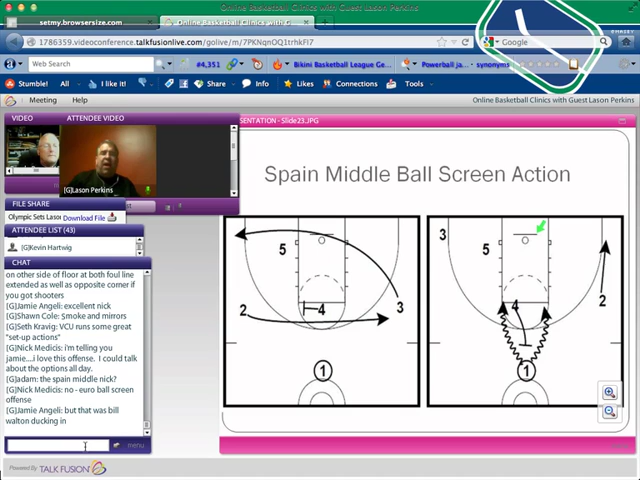 Online Basketball Clinics with Guest Lason Perkins
setmy.browsersize.com
Online Basketball Clinics with G
1786359.videoconference.talkfusionlive.com/golive/m/7PKNqnOQ1trhkFl7
Google
Web Search
#4,351
Bikini Basketball League Ge
Powerball ja
synonyms
Stumble!
All
I like it!
Share
Info
Likes
Connections
Tools
Meeting
Help
Online Basketball Clinics with Guest Lason Perkins
VIDEO
ATTENDEE VIDEO
[G]Lason Perkins
FILE SHARE
Olympic Sets Lason
Download File
ATTENDEE LIST (43)
[G]Kevin Hartwig
CHAT
on other side of floor at both foul line
extended as well as opposite corner if
you got shooters
[G]Jamie Angeli: excellent nick
[G]Shawn Cole: Smoke and mirrors
[G]Seth Kravig: VCU runs some great
"set-up actions"
[G]Nick Medicis: i'm telling you
jamie...i love this offense. I could talk
about the options all day.
[G]adam: the spain middle nick?
[G]Nick Medicis: no - euro ball screen
offense
[G]Jamie Angeli: but that was bill
walton ducking in
menu
Powered By TALK FUSION
ENTATION - Slide23.JPG
Spain Middle Ball Screen Action
5
2
4
3
1
3
5
4
2
1